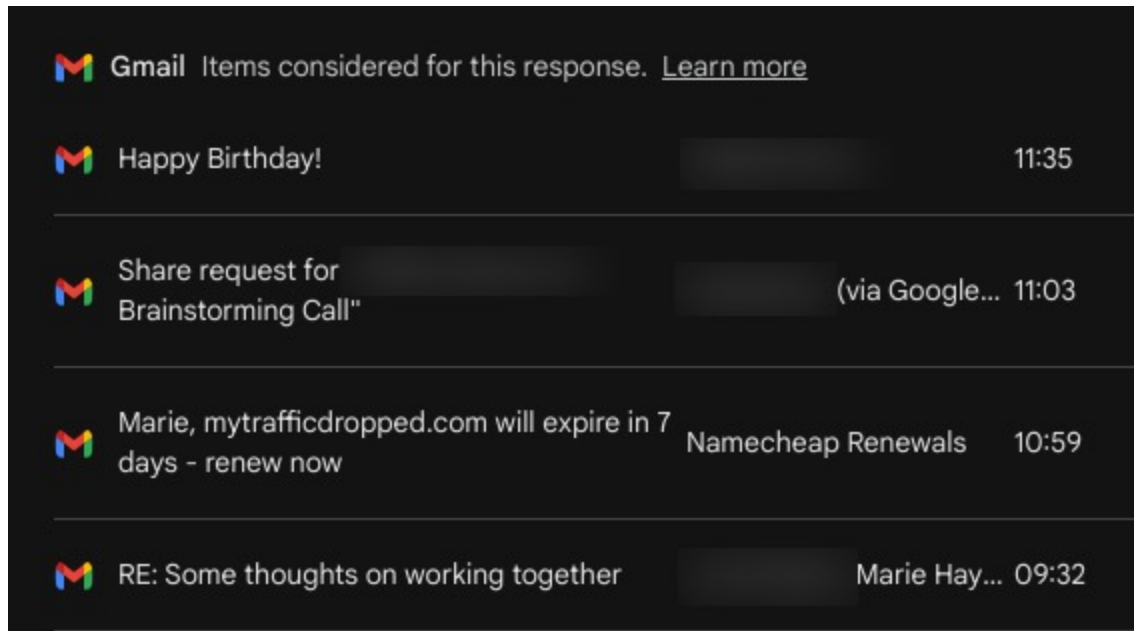 Gmail Items considered for this response. Learn more
Happy Birthday! 11:35
Share request for
Brainstorming Call" (via Google... 11:03
Marie, mytrafficdropped.com will expire in 7
days - renew now Namecheap Renewals 10:59
RE: Some thoughts on working together Marie Hay... 09:32